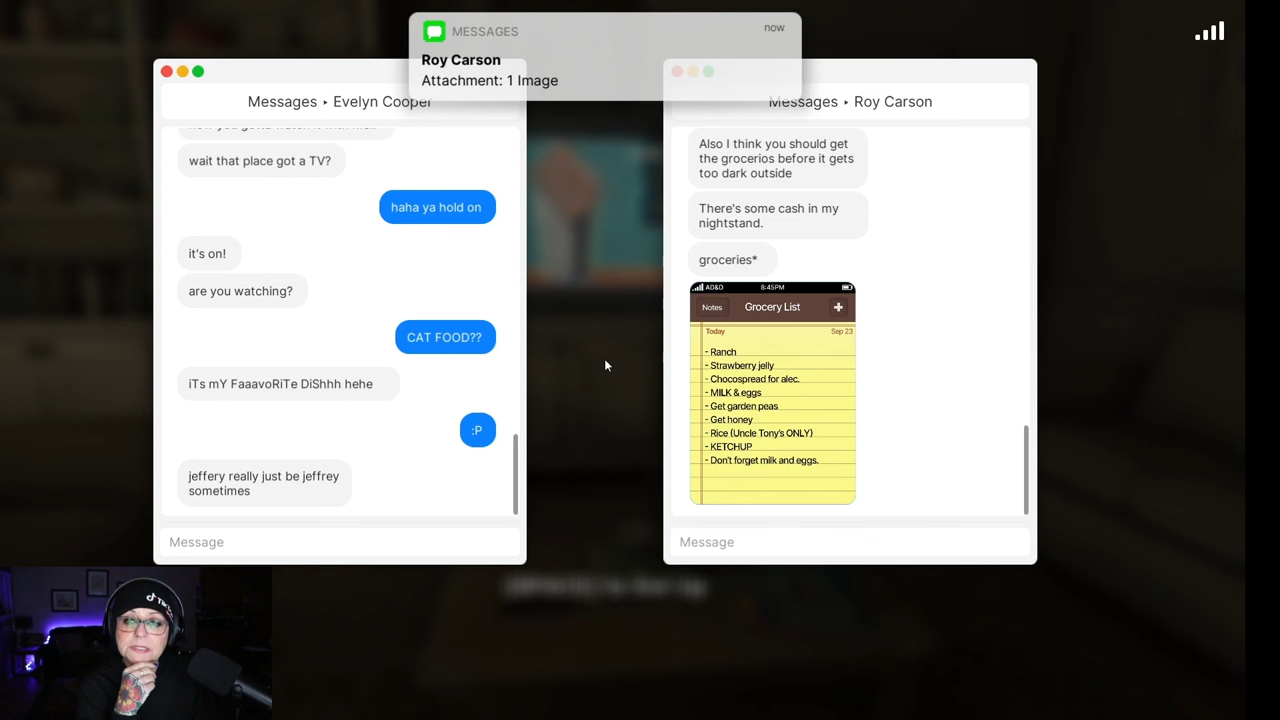 MESSAGES
now
Roy Carson
Attachment: 1 Image
Messages ‣ Evelyn Cooper
wait that place got a TV?
haha ya hold on
it's on!
are you watching?
CAT FOOD??
iTs mY FaaavoRiTe DiShhh hehe
:P
jeffery really just be jeffrey
sometimes
Message
Messages ‣ Roy Carson
Also I think you should get
the grocerios before it gets
too dark outside
There's some cash in my
nightstand.
groceries*
AD&D
8:45PM
Notes
Grocery List
Today
Sep 23
- Ranch
- Strawberry jelly
- Chocospread for alec.
- MILK & eggs
- Get garden peas
- Get honey
- Rice (Uncle Tony's ONLY)
- KETCHUP
- Don't forget milk and eggs.
Message